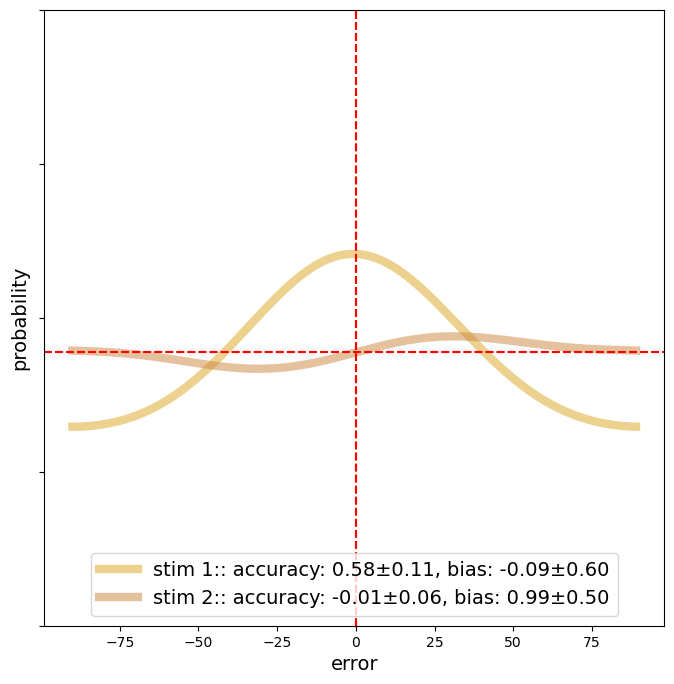 probability
stim 1:: accuracy: 0.58±0.11, bias: -0.09±0.60
stim 2:: accuracy: -0.01±0.06, bias: 0.99±0.50
−75 −50 −25 0 25 50 75
error